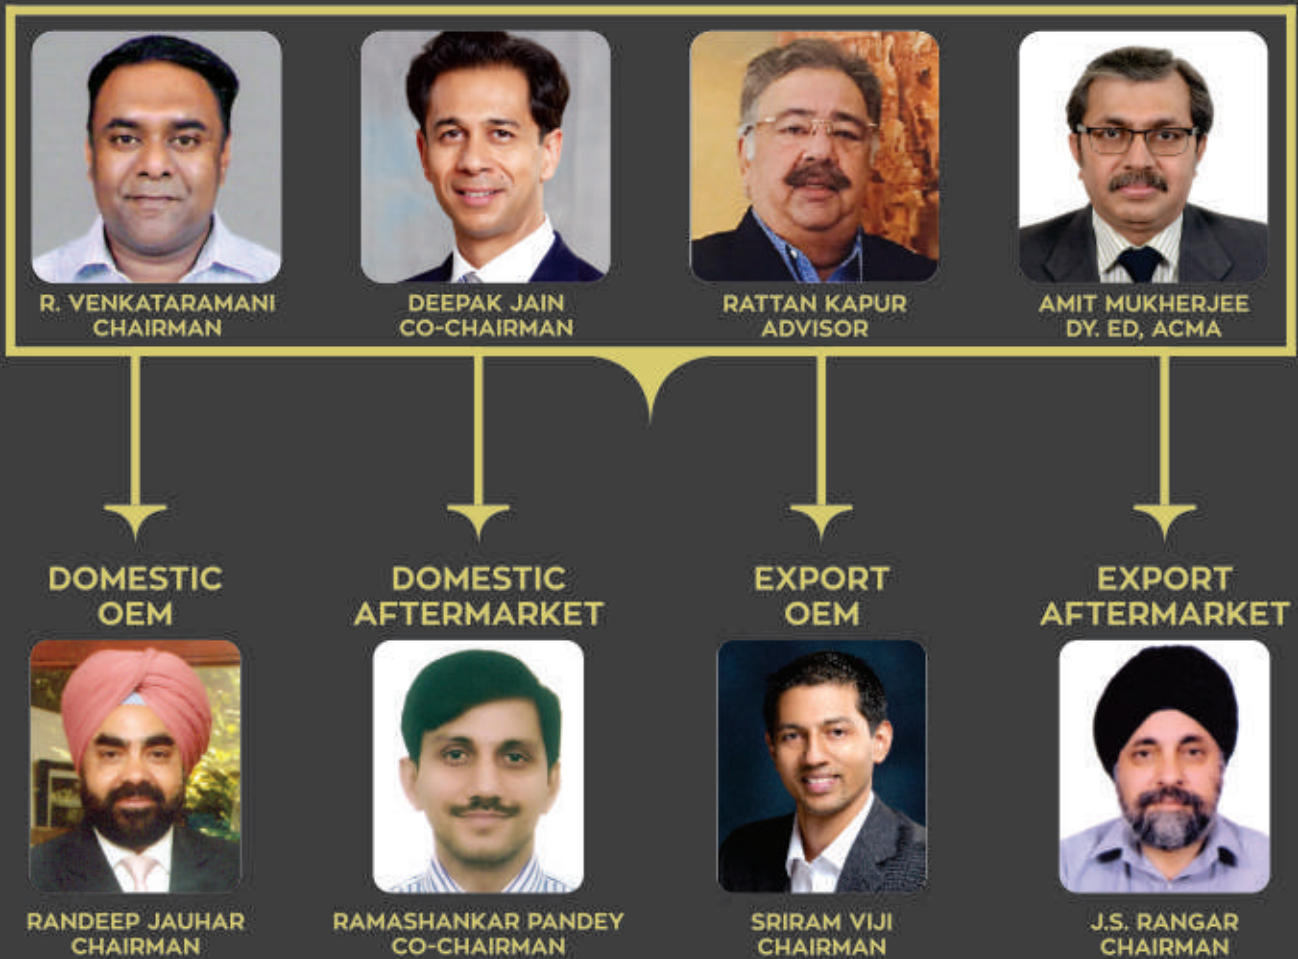 R. VENKATARAMANI
CHAIRMAN
DEEPAK JAIN
CO-CHAIRMAN
RATTAN KAPUR
ADVISOR
AMIT MUKHERJEE
DY. ED, ACMA
DOMESTIC
OEM
DOMESTIC
AFTERMARKET
EXPORT
OEM
EXPORT
AFTERMARKET
RANDEEP JAUHAR
CHAIRMAN
RAMASHANKAR PANDEY
CO-CHAIRMAN
SRIRAM VIJI
CHAIRMAN
J.S. RANGAR
CHAIRMAN